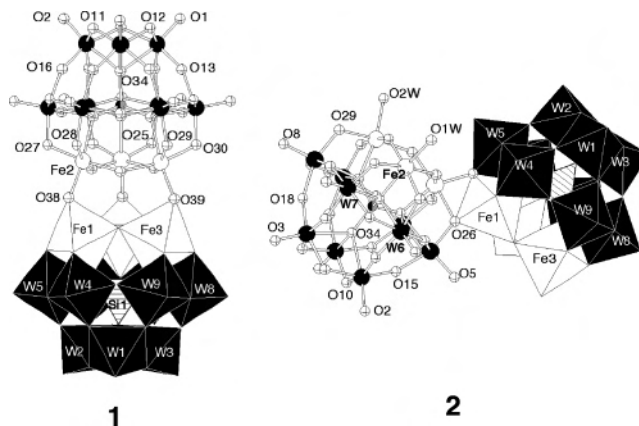 O2 O11 O12 O1
O16 O34 O13
O27 O28 O25 O29 O30
Fe2
O38 O39
Fe1 Fe3
W5 W4 W9 W8
Si1
W2 W1 W3
1
O2W
O29 O1W
O8 Fe2
W7
O18
O3 O34 W6 O26
O5
O10 O15
O2
W2
W5 W1
W4 W3
Fe1 W9
W8
Fe3
2